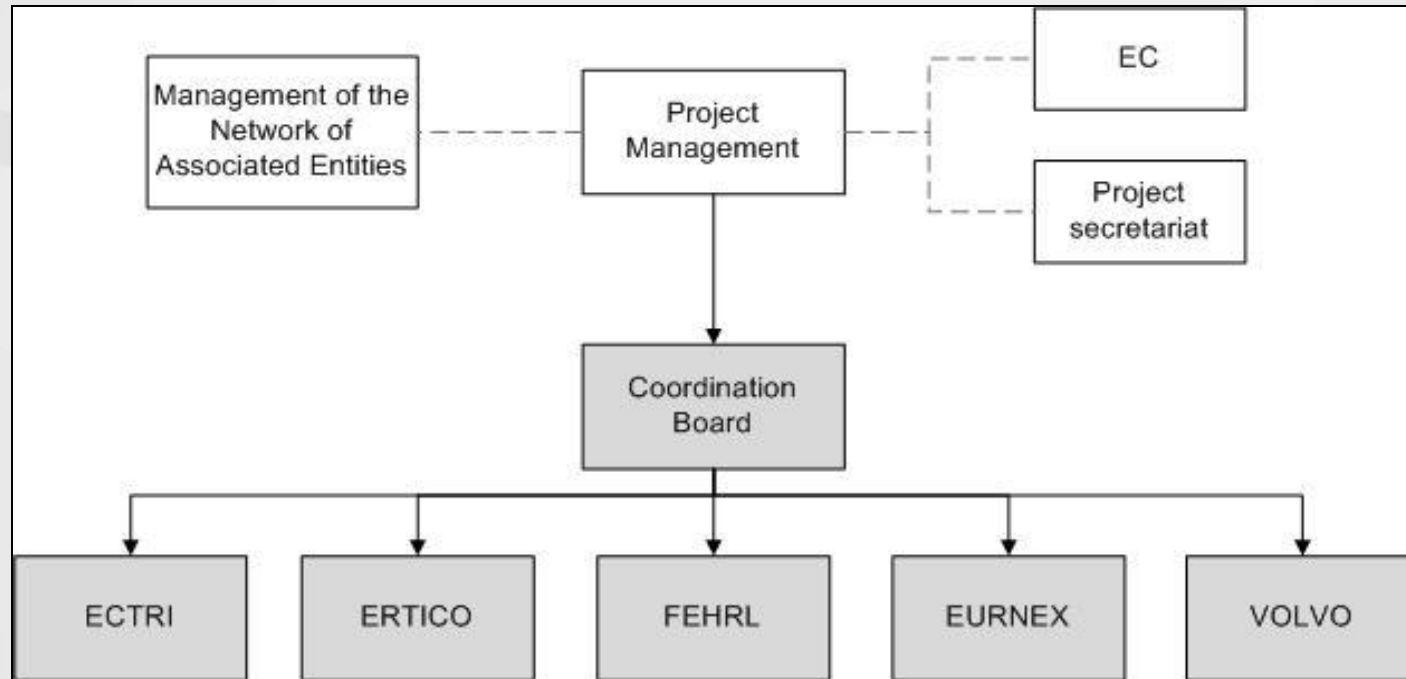 Management of the
Network of
Associated Entities
Project
Management
EC
Project
secretariat
Coordination
Board
ECTRI
ERTICO
FEHRL
EURNEX
VOLVO